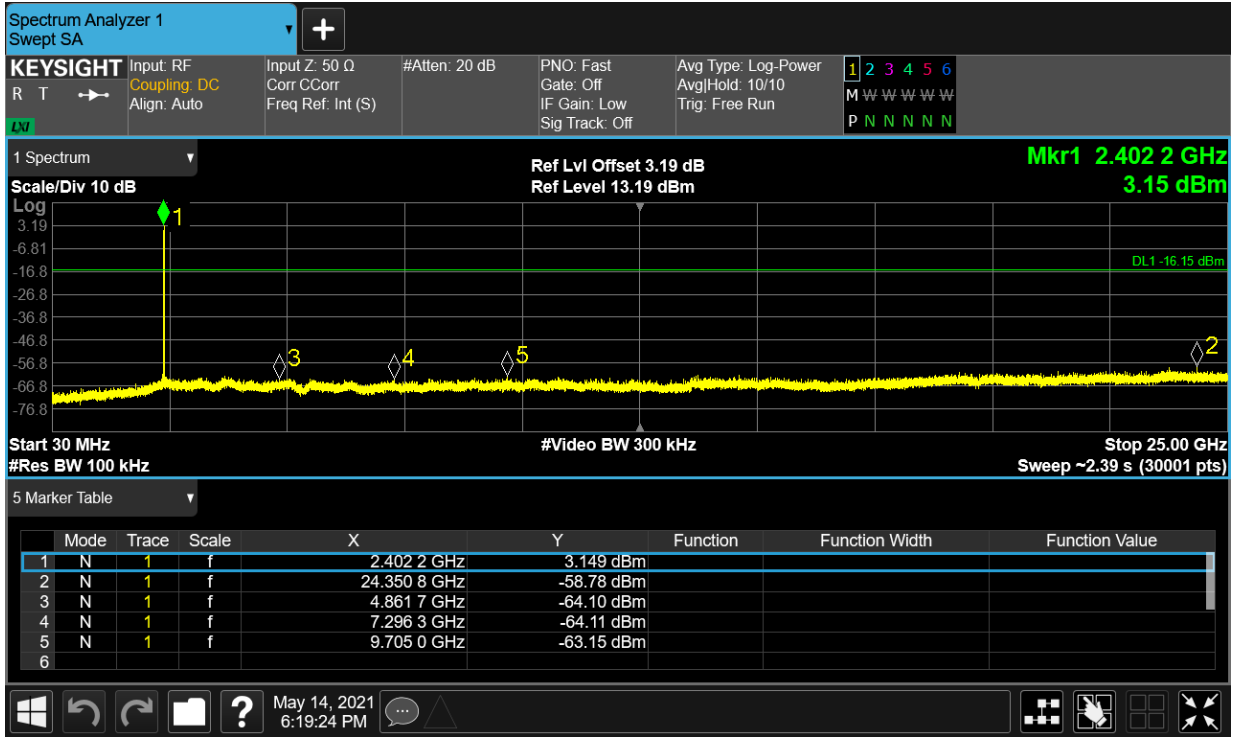 Spectrum Analyzer 1
Swept SA
+
KEYSIGHT
R T
LXI
Input: RF
Coupling: DC
Align: Auto
Input Z: 50 Ω
Corr CCorr
Freq Ref: Int (S)
#Atten: 20 dB
PNO: Fast
Gate: Off
IF Gain: Low
Sig Track: Off
Avg Type: Log-Power
Avg|Hold: 10/10
Trig: Free Run
1 2 3 4 5 6
M W W W W W
P N N N N N
1 Spectrum
Scale/Div 10 dB
Ref Lvl Offset 3.19 dB
Ref Level 13.19 dBm
Mkr1 2.402 2 GHz
3.15 dBm
Log
3.19
-6.81
-16.8
-26.8
-36.8
-46.8
-56.8
-66.8
-76.8
1
DL1 -16.15 dBm
3
4
5
2
Start 30 MHz
#Video BW 300 kHz
Stop 25.00 GHz
#Res BW 100 kHz
Sweep ~2.39 s (30001 pts)
5 Marker Table
Mode Trace Scale X Y Function Function Width Function Value
1 N 1 f 2.402 2 GHz 3.149 dBm
2 N 1 f 24.350 8 GHz -58.78 dBm
3 N 1 f 4.861 7 GHz -64.10 dBm
4 N 1 f 7.296 3 GHz -64.11 dBm
5 N 1 f 9.705 0 GHz -63.15 dBm
6
?
May 14, 2021
6:19:24 PM